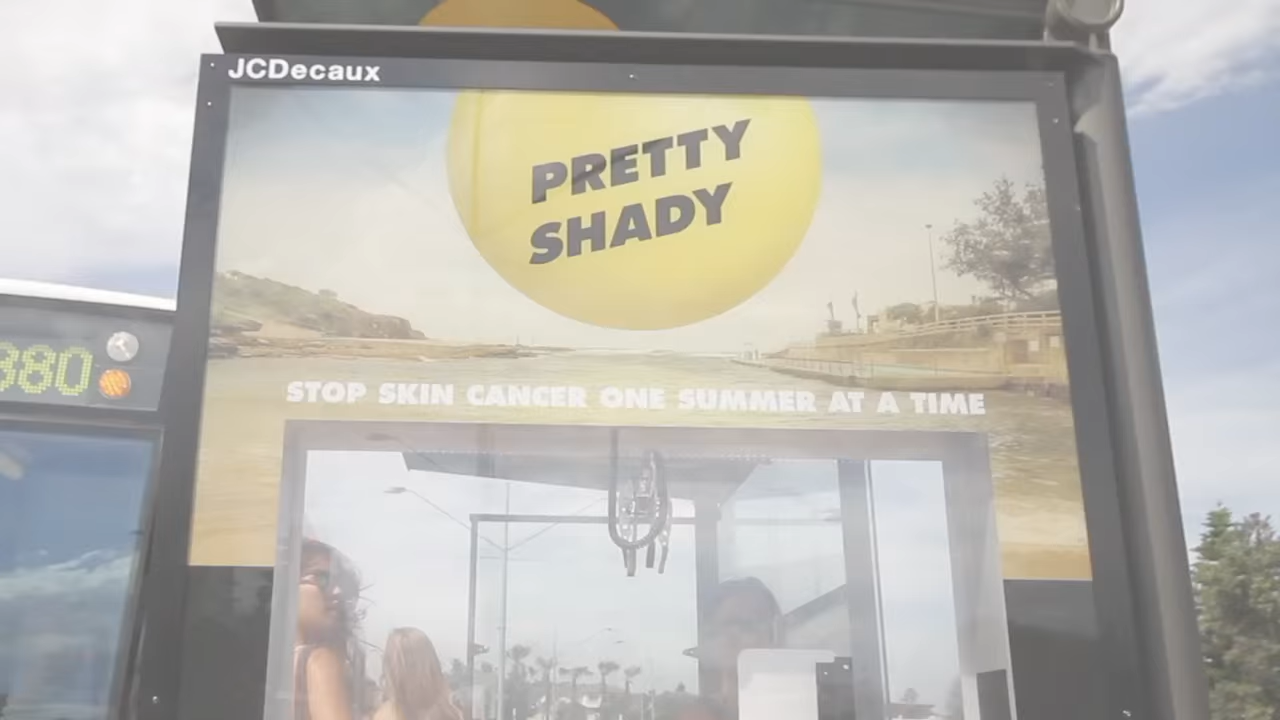 JCDecaux
PRETTY
SHADY
380
STOP SKIN CANCER ONE SUMMER AT A TIME